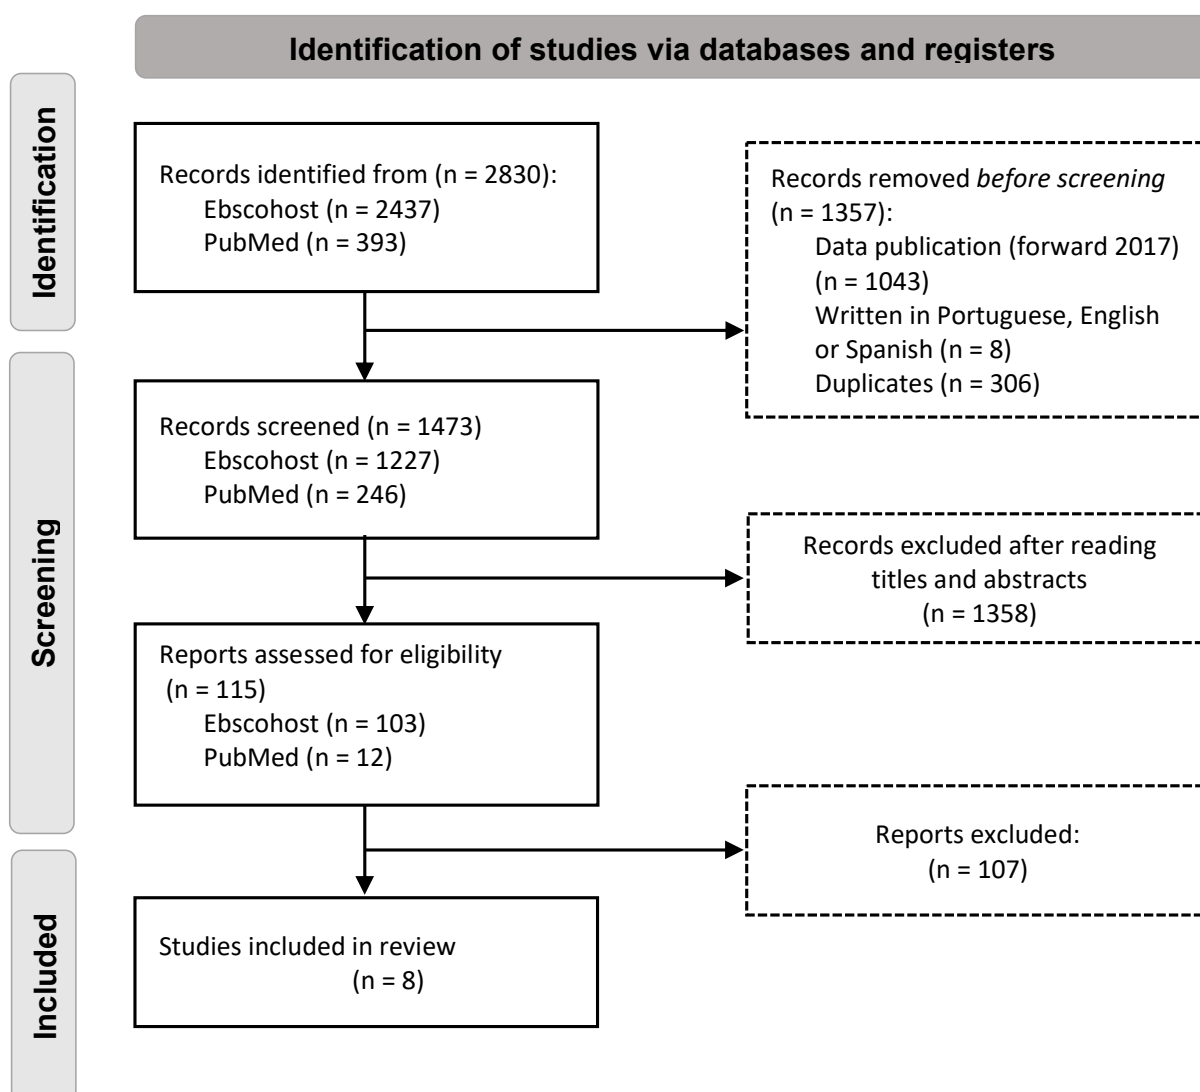 Identification of studies via databases and registers
Identification
Records identified from (n = 2830):
Ebscohost (n = 2437)
PubMed (n = 393)
Records removed before screening
(n = 1357):
Data publication (forward 2017)
(n = 1043)
Written in Portuguese, English
or Spanish (n = 8)
Duplicates (n = 306)
Screening
Records screened (n = 1473)
Ebscohost (n = 1227)
PubMed (n = 246)
Records excluded after reading
titles and abstracts
(n = 1358)
Reports assessed for eligibility
(n = 115)
Ebscohost (n = 103)
PubMed (n = 12)
Reports excluded:
(n = 107)
Included
Studies included in review
(n = 8)